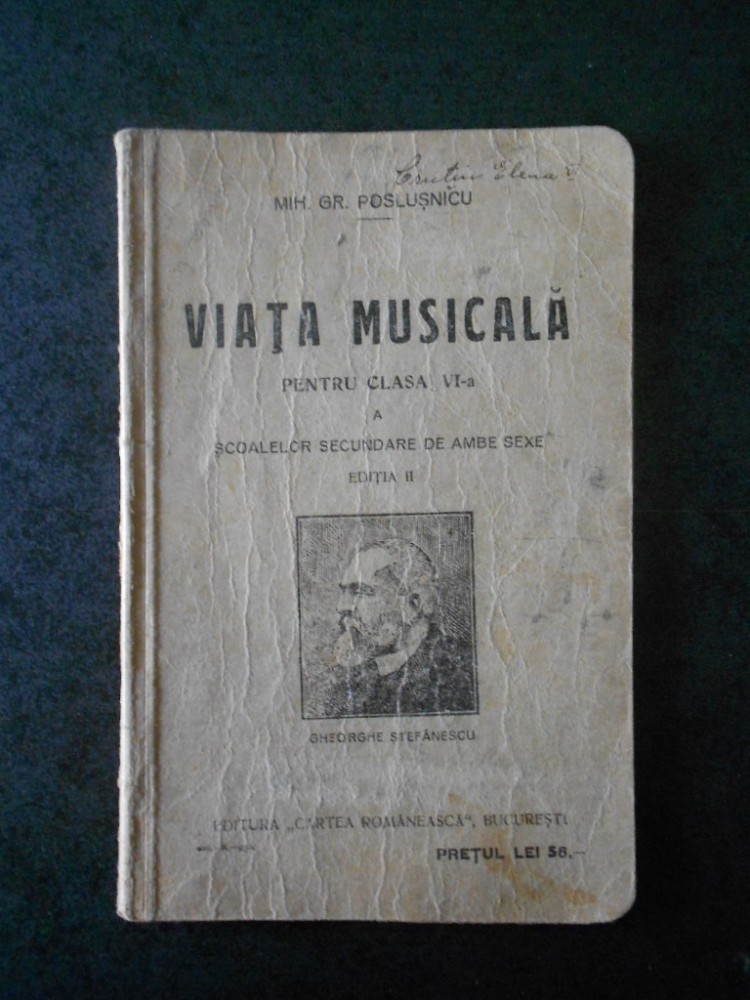 Elena
MIH. GR. POSLUȘNICU
VIAȚA MUSICALĂ
PENTRU CLASA VI-a
A
ȘCOALELOR SECUNDARE DE AMBE SEXE
EDIȚIA II
GHEORGHE ȘTEFĂNESCU
EDITURA „CARTEA ROMÂNEASCĂ", BUCUREȘTI
PREȚUL LEI 56.—